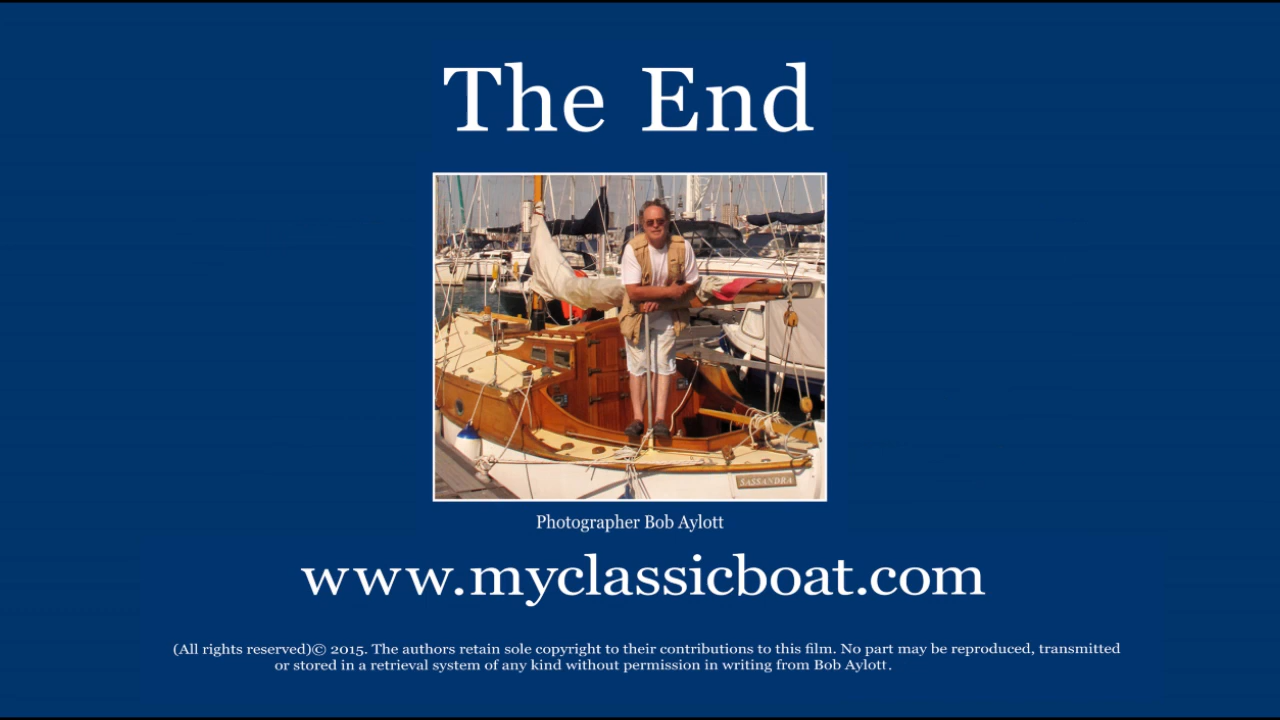 The End
SASSANDRA
Photographer Bob Aylott
www.myclassicboat.com
(All rights reserved)© 2015. The authors retain sole copyright to their contributions to this film. No part may be reproduced, transmitted
or stored in a retrieval system of any kind without permission in writing from Bob Aylott.